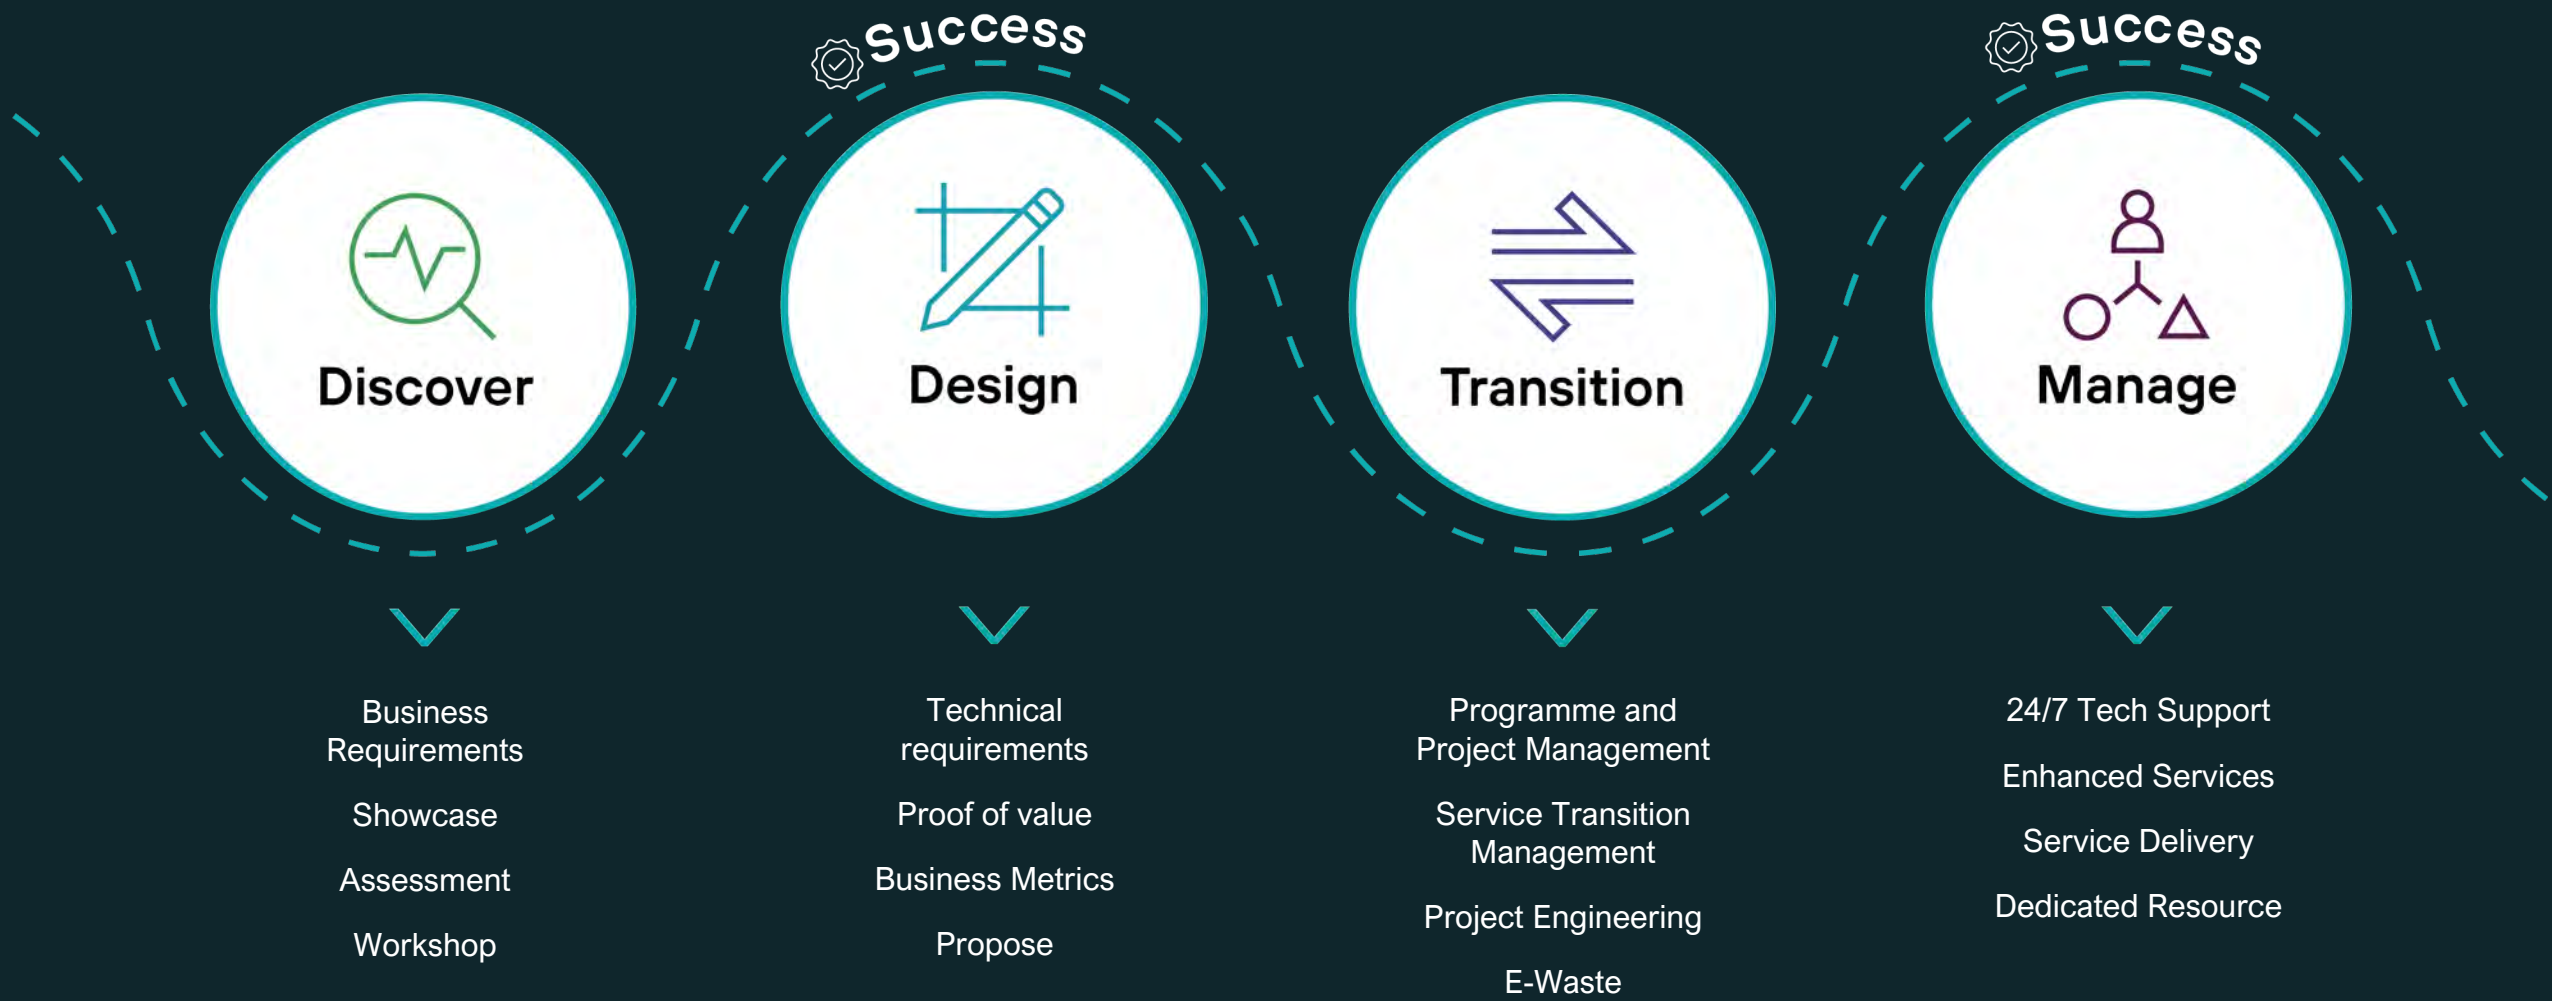 Success
Success
Discover
Design
Transition
Manage
Business
Requirements
Showcase
Assessment
Workshop
Technical
requirements
Proof of value
Business Metrics
Propose
Programme and
Project Management
Service Transition
Management
Project Engineering
E-Waste
24/7 Tech Support
Enhanced Services
Service Delivery
Dedicated Resource